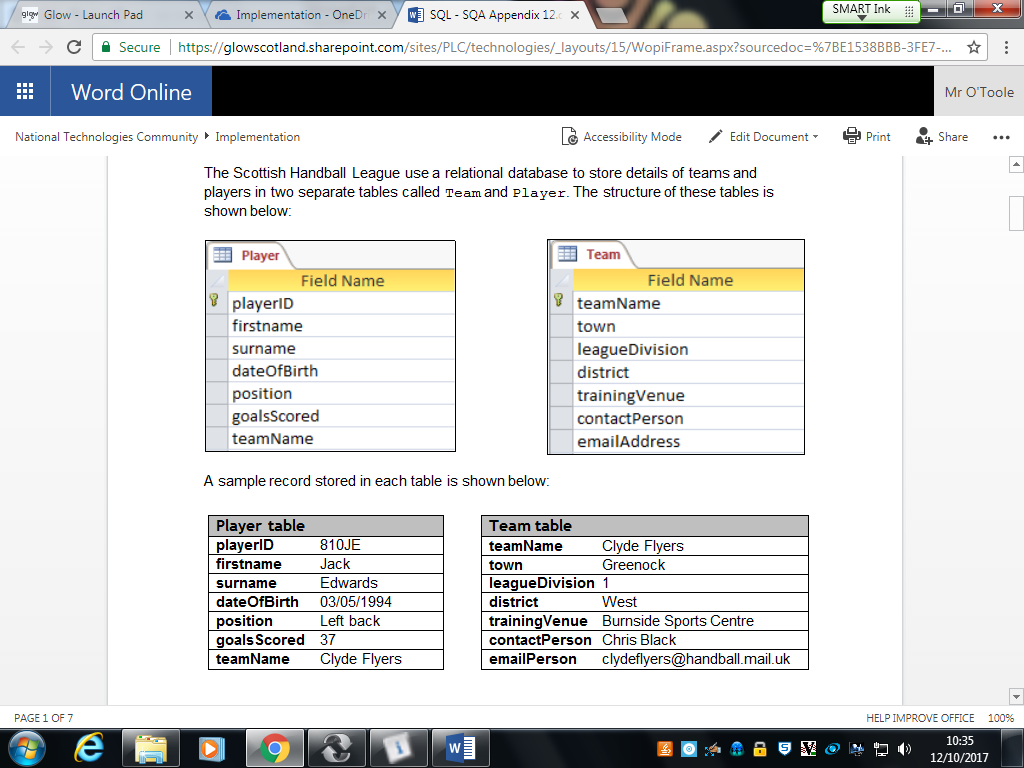 Glow - Launch Pad
Implementation - OneDr
SQL - SQA Appendix 12.
SMART Ink
Secure
https://glowscotland.sharepoint.com/sites/PLC/technologies/_layouts/15/WopiFrame.aspx?sourcedoc=%7BE1538BBB-3FE7-...
Word Online
Mr O'Toole
National Technologies Community
Implementation
Accessibility Mode
Edit Document
Print
Share
The Scottish Handball League use a relational database to store details of teams and
players in two separate tables called Team and Player. The structure of these tables is
shown below:
Player
Field Name
playerID
firstname
surname
dateOfBirth
position
goalsScored
teamName
Team
Field Name
teamName
town
leagueDivision
district
trainingVenue
contactPerson
emailAddress
A sample record stored in each table is shown below:
Player table
playerID 810JE
firstname Jack
surname Edwards
dateOfBirth 03/05/1994
position Left back
goalsScored 37
teamName Clyde Flyers
Team table
teamName Clyde Flyers
town Greenock
leagueDivision 1
district West
trainingVenue Burnside Sports Centre
contactPerson Chris Black
emailPerson clydeflyers@handball.mail.uk
PAGE 1 OF 7
HELP IMPROVE OFFICE 100%
10:35
12/10/2017